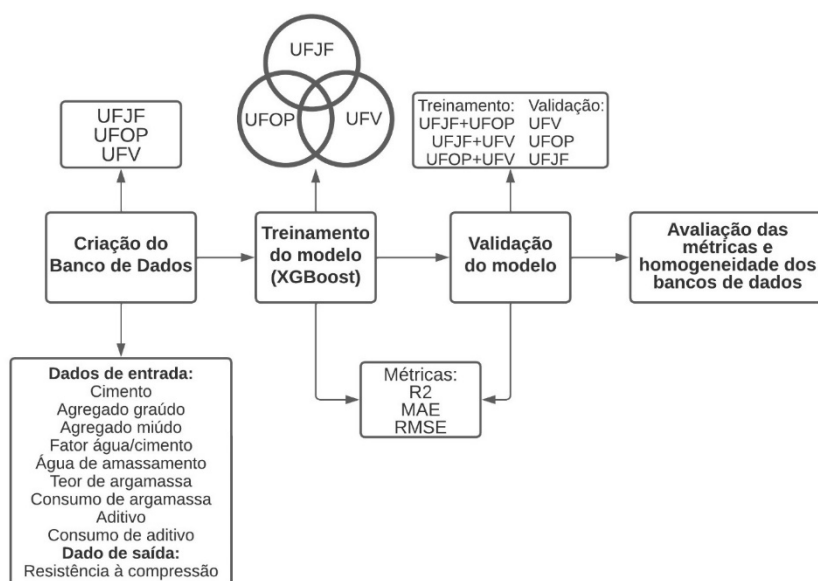 UFJF
UFOP
UFV
UFJF
UFOP
UFV
Treinamento: Validação:
UFJF+UFOP UFV
UFJF+UFV UFOP
UFOP+UFV UFJF
Criação do
Banco de Dados
Treinamento
do modelo
(XGBoost)
Validação
do modelo
Avaliação das
métricas e
homogeneidade dos
bancos de dados
Dados de entrada:
Cimento
Agregado graúdo
Agregado miúdo
Fator água/cimento
Água de amassamento
Teor de argamassa
Consumo de argamassa
Aditivo
Consumo de aditivo
Dado de saída:
Resistência à compressão
Métricas:
R2
MAE
RMSE